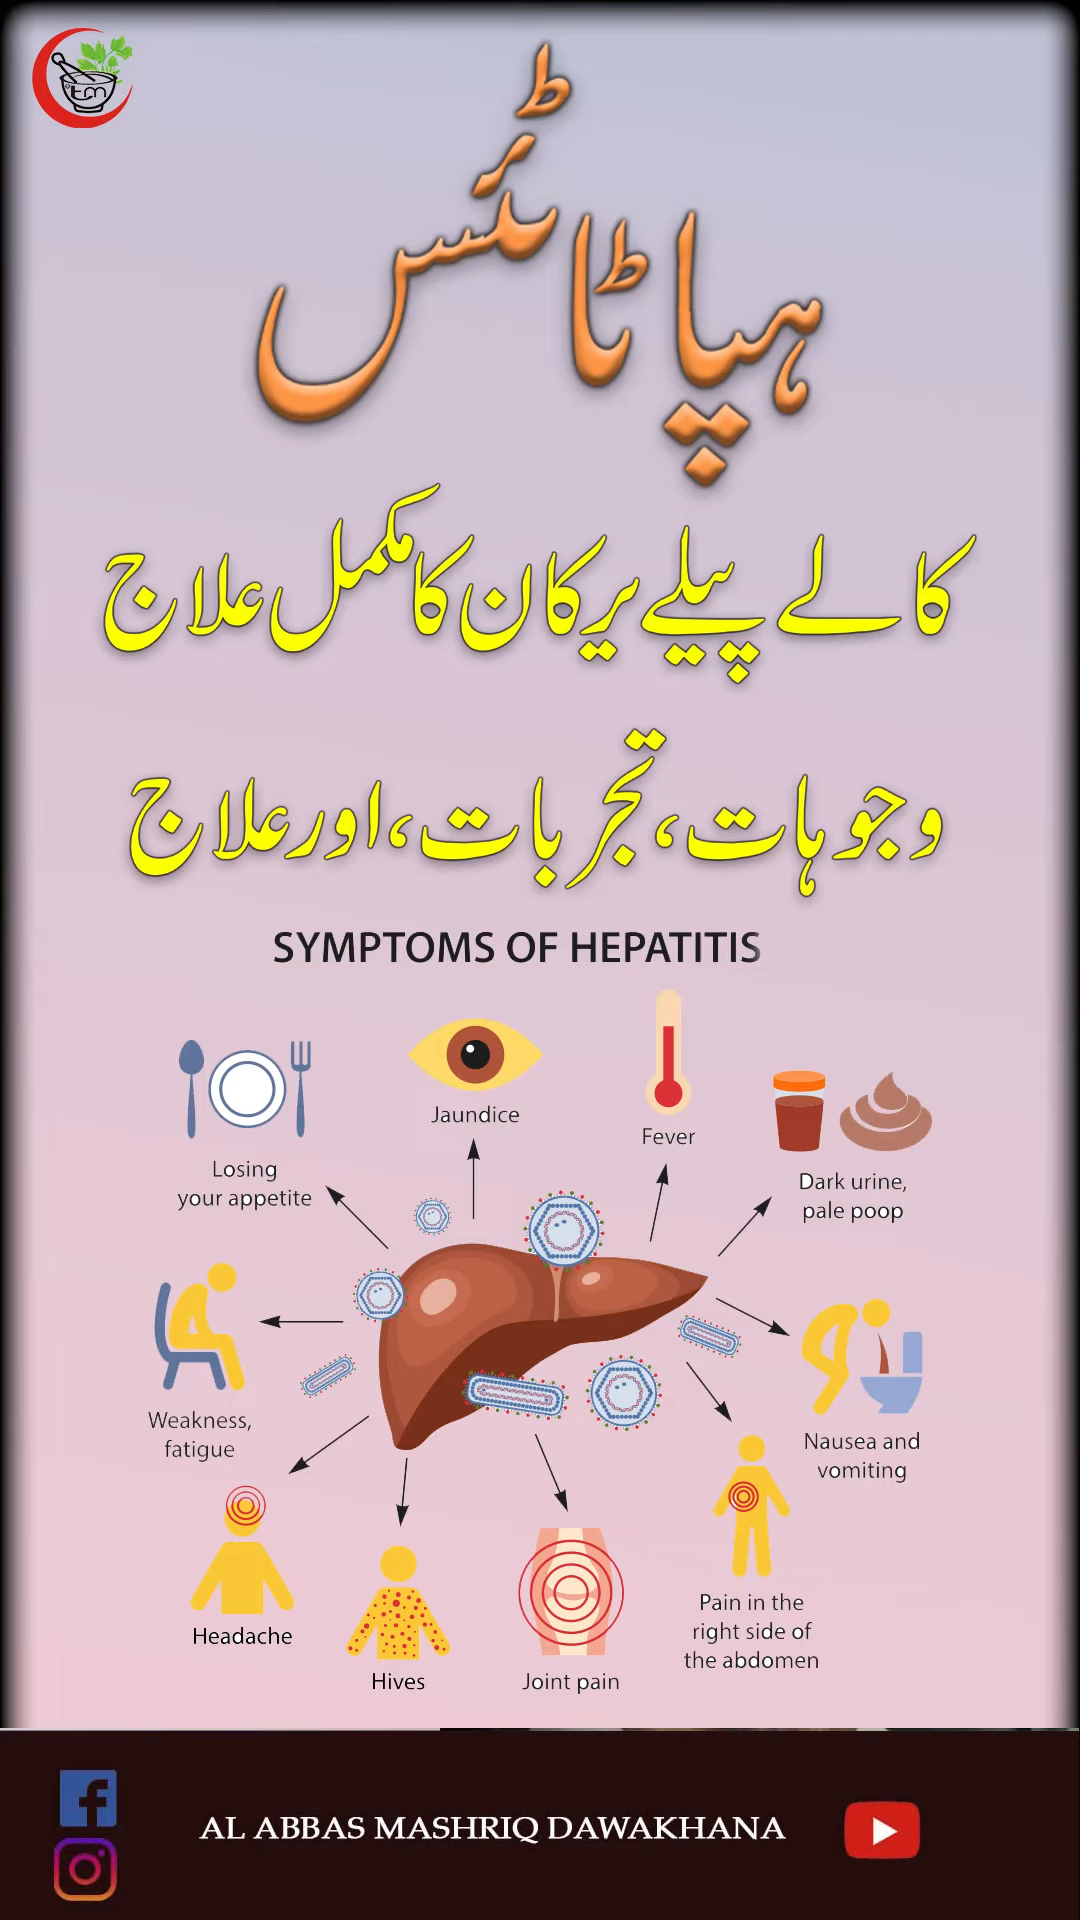 ہپاٹائٹس
کالے پیلے یرکان کا مکمل علاج
وجوہات، تجربات، اور علاج
SYMPTOMS OF HEPATITIS
Losing
your appetite
Jaundice
Fever
Dark urine,
pale poop
Weakness,
fatigue
Nausea and
vomiting
Headache
Hives
Joint pain
Pain in the
right side of
the abdomen
AL ABBAS MASHRIQ DAWAKHANA